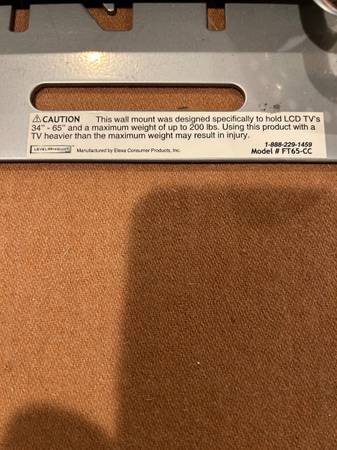 ⚠CAUTION This wall mount was designed specifically to hold LCD TV's
34" - 65" and a maximum weight of up to 200 lbs. Using this product with a
TV heavier than the maximum weight may result in injury.
1-888-229-1459
LEVEL MOUNT Manufactured by Elexa Consumer Products, Inc. Model # FT65-CC